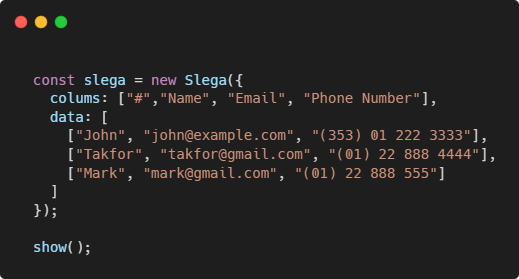 const slega = new Slega({
  colums: ["#","Name", "Email", "Phone Number"],
  data: [
    ["John", "john@example.com", "(353) 01 222 3333"],
    ["Takfor", "takfor@gmail.com", "(01) 22 888 4444"],
    ["Mark", "mark@gmail.com", "(01) 22 888 555"]
  ]
});

show();